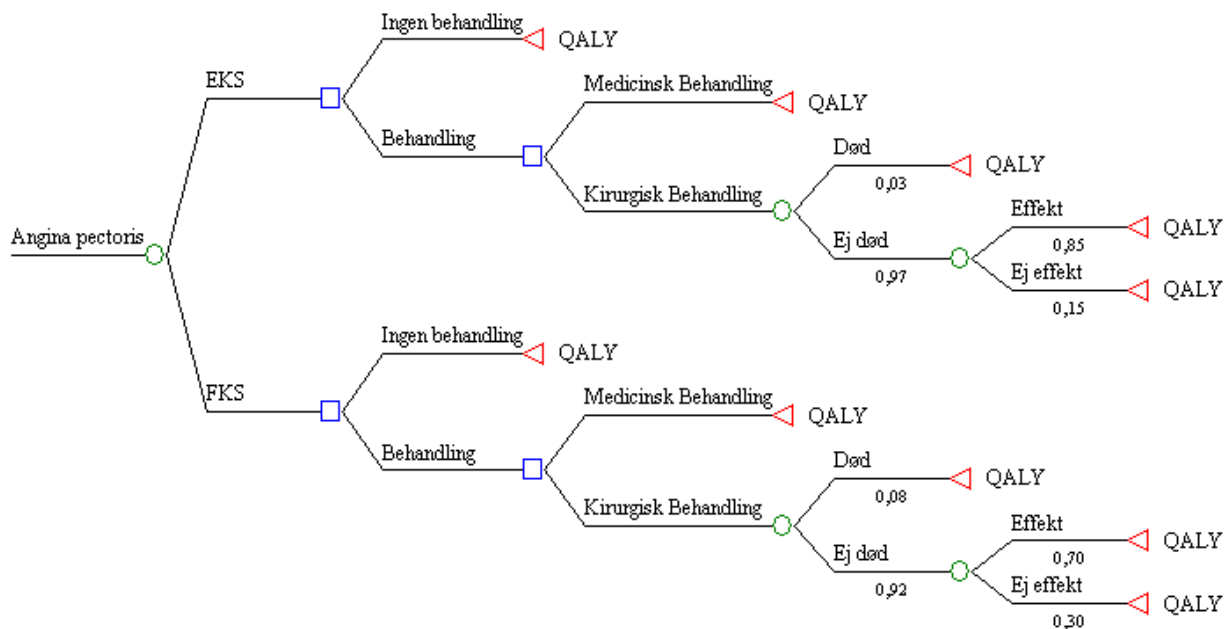 Ingen behandling
QALY
EKS
Medicinsk Behandling
QALY
Behandling
Død
QALY
0,03
Kirurgisk Behandling
Effekt
QALY
0,85
Angina pectoris
Ej død
0,97
Ej effekt
QALY
0,15
Ingen behandling
QALY
FKS
Medicinsk Behandling
QALY
Behandling
Død
QALY
0,08
Kirurgisk Behandling
Effekt
QALY
0,70
Ej død
0,92
Ej effekt
QALY
0,30